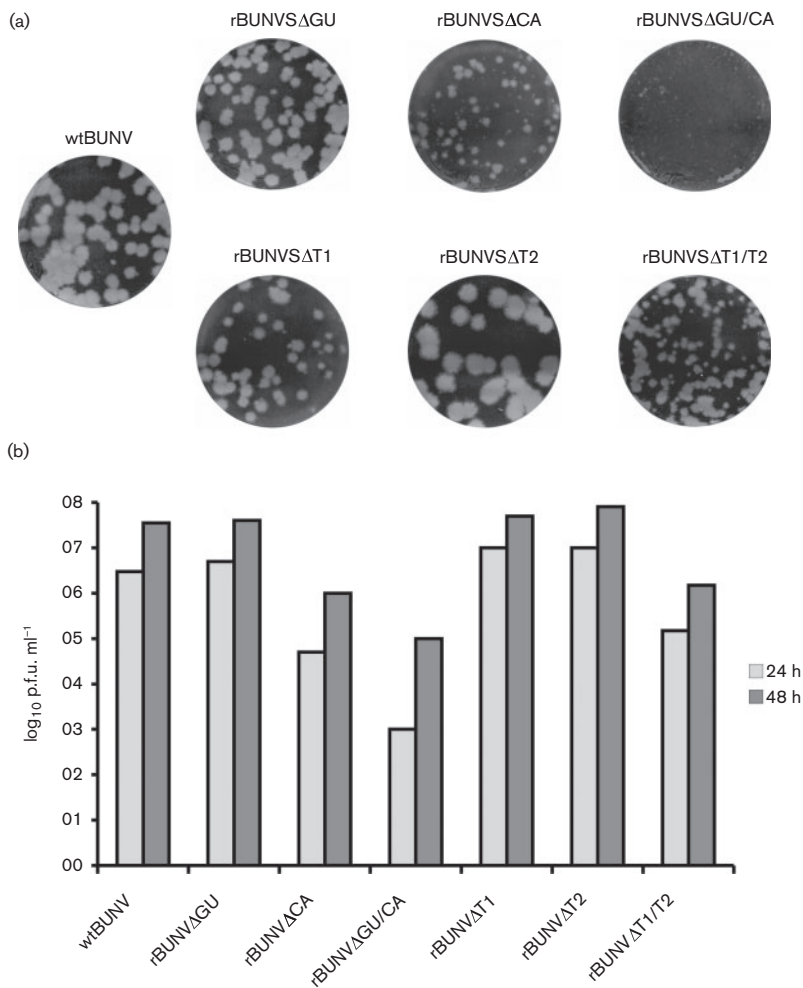 (a)
rBUNVSΔGU
rBUNVSΔCA
rBUNVSΔGU/CA
wtBUNV
rBUNVSΔT1
rBUNVSΔT2
rBUNVSΔT1/T2
(b)
log10 p.f.u. ml–1
08
07
06
05
04
03
02
01
00
24 h
48 h
wtBUNV
rBUNVΔGU
rBUNVΔCA
rBUNVΔGU/CA
rBUNVΔT1
rBUNVΔT2
rBUNVΔT1/T2